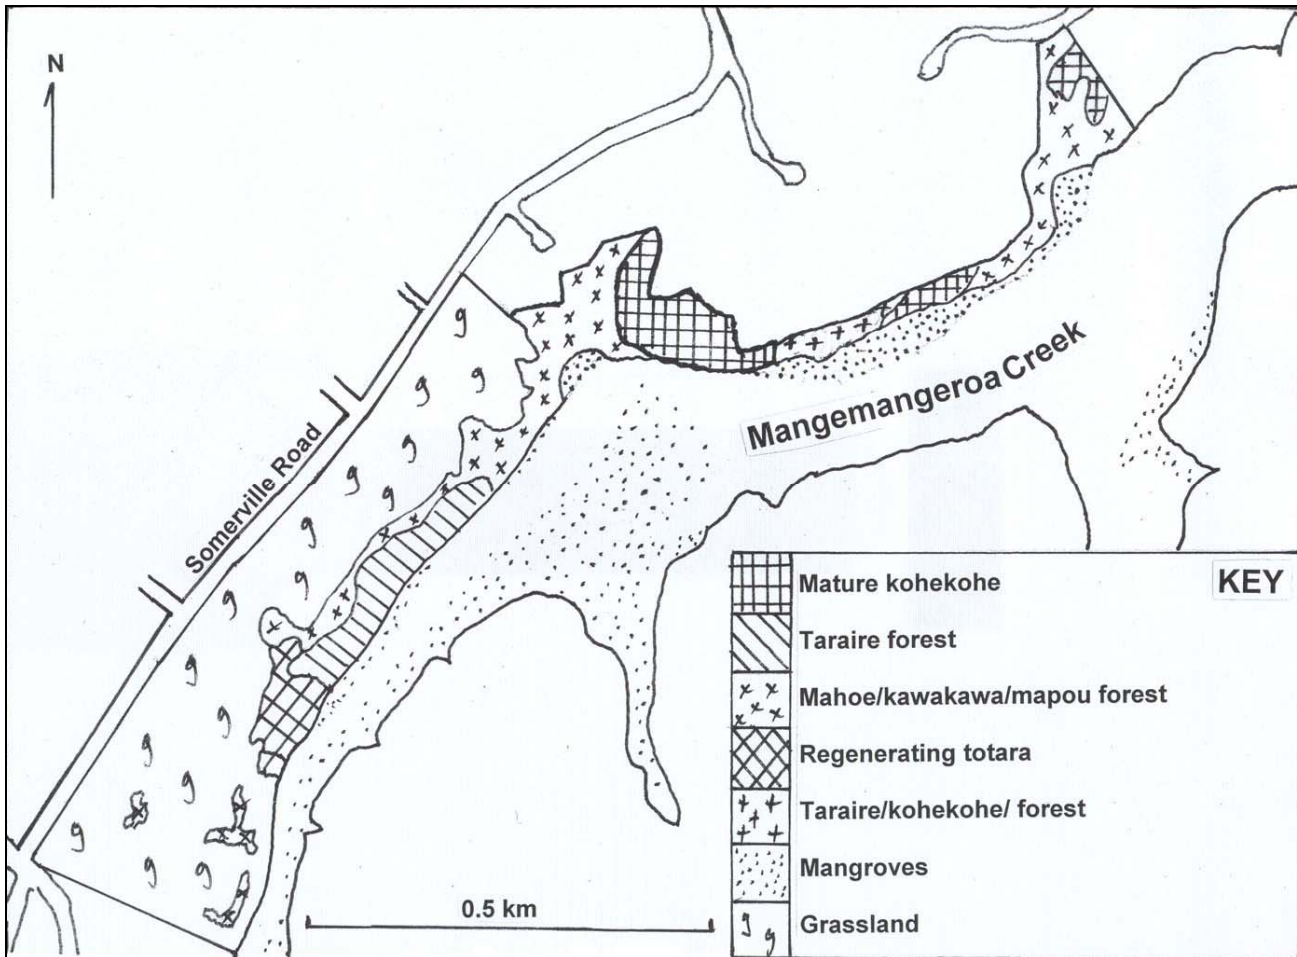 N
Somerville Road
Mangemangeroa Creek
KEY
Mature kohekohe
Taraire forest
Mahoe/kawakawa/mapou forest
Regenerating totara
Taraire/kohekohe/ forest
Mangroves
g g Grassland
0.5 km